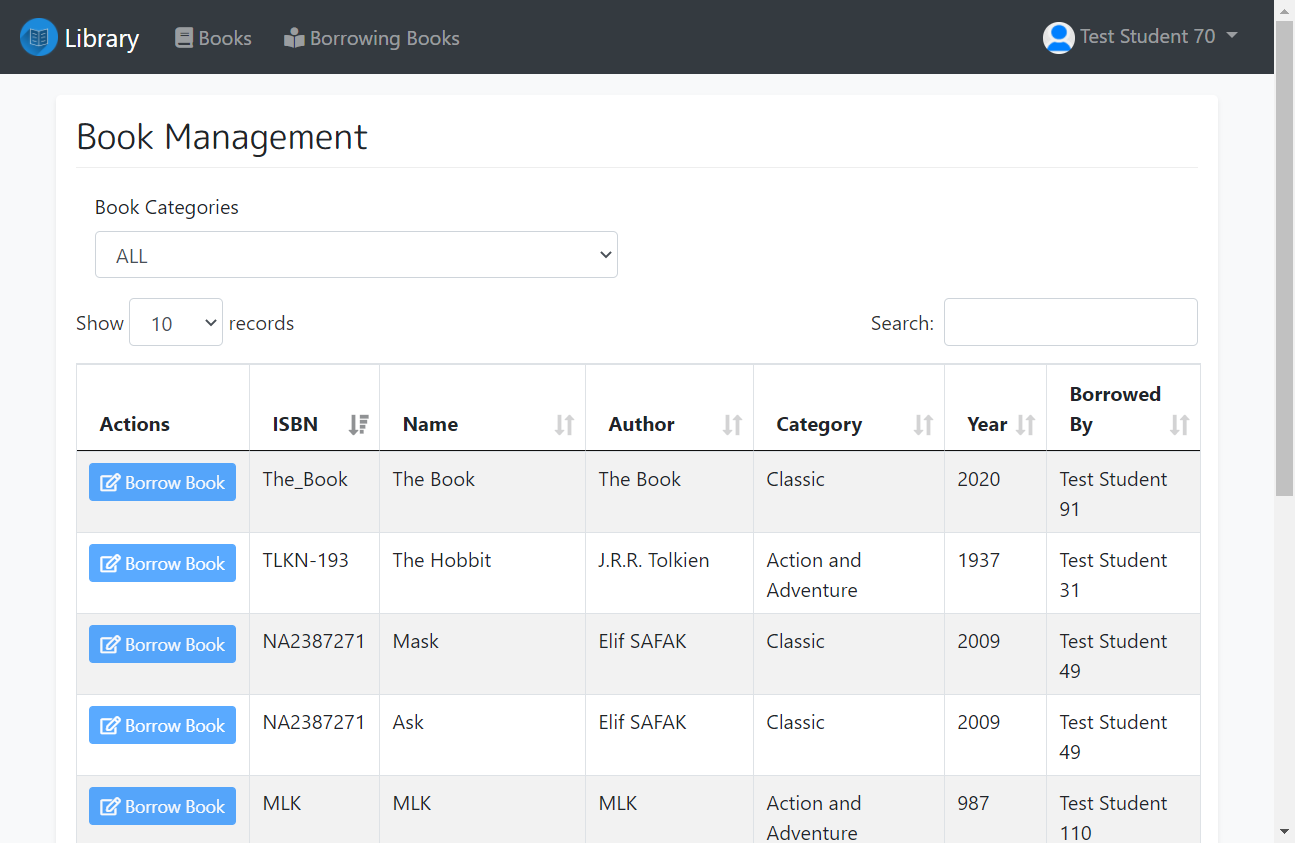 Library Books Borrowing Books Test Student 70
Book Management
Book Categories
ALL
Show 10 records Search:
Actions ISBN Name Author Category Year Borrowed By
Borrow Book The_Book The Book The Book Classic 2020 Test Student 91
Borrow Book TLKN-193 The Hobbit J.R.R. Tolkien Action and Adventure 1937 Test Student 31
Borrow Book NA2387271 Mask Elif SAFAK Classic 2009 Test Student 49
Borrow Book NA2387271 Ask Elif SAFAK Classic 2009 Test Student 49
Borrow Book MLK MLK MLK Action and Adventure 987 Test Student 110